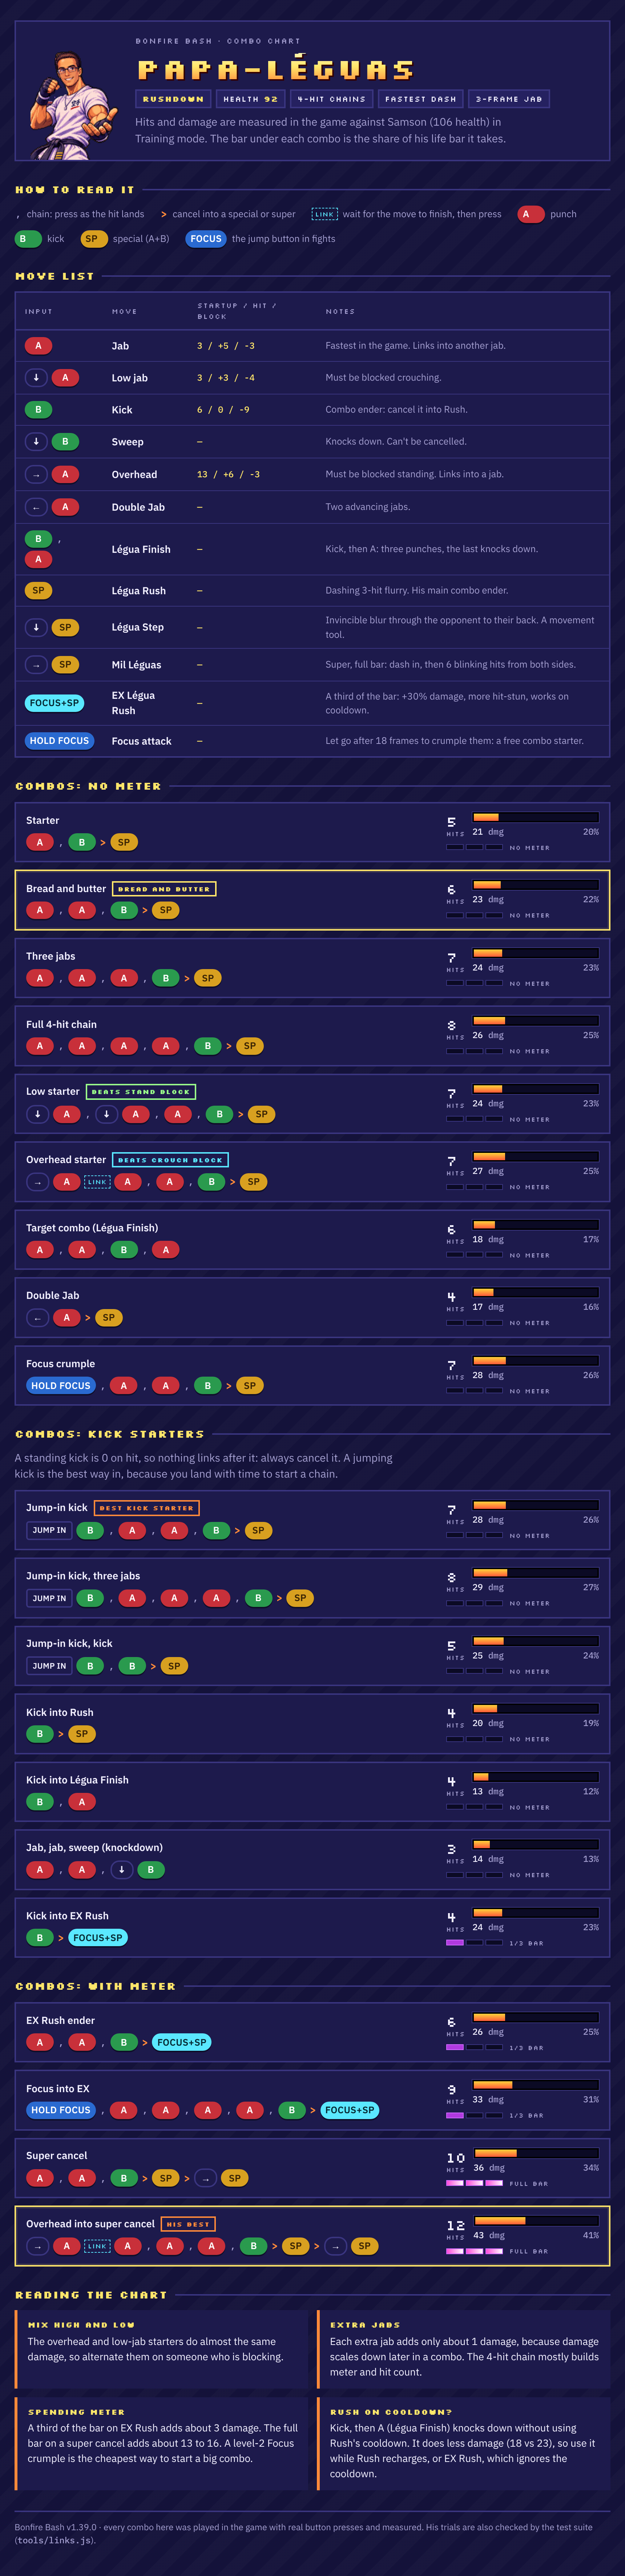 BONFIRE BASH · COMBO CHART
PAPA-LÉGUAS
RUSHDOWN HEALTH 92 4-HIT CHAINS FASTEST DASH 3-FRAME JAB
Hits and damage are measured in the game against Samson (106 health) in
Training mode. The bar under each combo is the share of his life bar it takes.
HOW TO READ IT
, chain: press as the hit lands > cancel into a special or super LINK wait for the move to finish, then press A punch
B kick SP special (A+B) FOCUS the jump button in fights
MOVE LIST
INPUT MOVE STARTUP / HIT / BLOCK NOTES
A Jab 3 / +5 / -3 Fastest in the game. Links into another jab.
↓ A Low jab 3 / +3 / -4 Must be blocked crouching.
B Kick 6 / 0 / -9 Combo ender: cancel it into Rush.
↓ B Sweep – Knocks down. Can't be cancelled.
→ A Overhead 13 / +6 / -3 Must be blocked standing. Links into a jab.
← A Double Jab – Two advancing jabs.
B , A Légua Finish – Kick, then A: three punches, the last knocks down.
SP Légua Rush – Dashing 3-hit flurry. His main combo ender.
↓ SP Légua Step – Invincible blur through the opponent to their back. A movement
tool.
→ SP Mil Léguas – Super, full bar: dash in, then 6 blinking hits from both sides.
FOCUS+SP EX Légua Rush – A third of the bar: +30% damage, more hit-stun, works on
cooldown.
HOLD FOCUS Focus attack – Let go after 18 frames to crumple them: a free combo starter.
COMBOS: NO METER
Starter
A , B > SP
5 HITS 21 dmg 20%
NO METER
Bread and butter BREAD AND BUTTER
A , A , B > SP
6 HITS 23 dmg 22%
NO METER
Three jabs
A , A , A , B > SP
7 HITS 24 dmg 23%
NO METER
Full 4-hit chain
A , A , A , A , B > SP
8 HITS 26 dmg 25%
NO METER
Low starter BEATS STAND BLOCK
↓ A , ↓ A , A , B > SP
7 HITS 24 dmg 23%
NO METER
Overhead starter BEATS CROUCH BLOCK
→ A LINK A , A , B > SP
7 HITS 27 dmg 25%
NO METER
Target combo (Légua Finish)
A , A , B , A
6 HITS 18 dmg 17%
NO METER
Double Jab
← A > SP
4 HITS 17 dmg 16%
NO METER
Focus crumple
HOLD FOCUS , A , A , B > SP
7 HITS 28 dmg 26%
NO METER
COMBOS: KICK STARTERS
A standing kick is 0 on hit, so nothing links after it: always cancel it. A jumping
kick is the best way in, because you land with time to start a chain.
Jump-in kick BEST KICK STARTER
JUMP IN B , A , A , B > SP
7 HITS 28 dmg 26%
NO METER
Jump-in kick, three jabs
JUMP IN B , A , A , A , B > SP
8 HITS 29 dmg 27%
NO METER
Jump-in kick, kick
JUMP IN B , B > SP
5 HITS 25 dmg 24%
NO METER
Kick into Rush
B > SP
4 HITS 20 dmg 19%
NO METER
Kick into Légua Finish
B , A
4 HITS 13 dmg 12%
NO METER
Jab, jab, sweep (knockdown)
A , A , ↓ B
3 HITS 14 dmg 13%
NO METER
Kick into EX Rush
B > FOCUS+SP
4 HITS 24 dmg 23%
1/3 BAR
COMBOS: WITH METER
EX Rush ender
A , A , B > FOCUS+SP
6 HITS 26 dmg 25%
1/3 BAR
Focus into EX
HOLD FOCUS , A , A , A , A , B > FOCUS+SP
9 HITS 33 dmg 31%
1/3 BAR
Super cancel
A , A , B > SP > → SP
10 HITS 36 dmg 34%
FULL BAR
Overhead into super cancel HIS BEST
→ A LINK A , A , A , B > SP > → SP
12 HITS 43 dmg 41%
FULL BAR
READING THE CHART
MIX HIGH AND LOW
The overhead and low-jab starters do almost the same
damage, so alternate them on someone who is blocking.
EXTRA JABS
Each extra jab adds only about 1 damage, because damage
scales down later in a combo. The 4-hit chain mostly builds
meter and hit count.
SPENDING METER
A third of the bar on EX Rush adds about 3 damage. The full
bar on a super cancel adds about 13 to 16. A level-2 Focus
crumple is the cheapest way to start a big combo.
RUSH ON COOLDOWN?
Kick, then A (Légua Finish) knocks down without using
Rush's cooldown. It does less damage (18 vs 23), so use it
while Rush recharges, or EX Rush, which ignores the
cooldown.
Bonfire Bash v1.39.0 · every combo here was played in the game with real button presses and measured. His trials are also checked by the test suite
(tools/links.js).